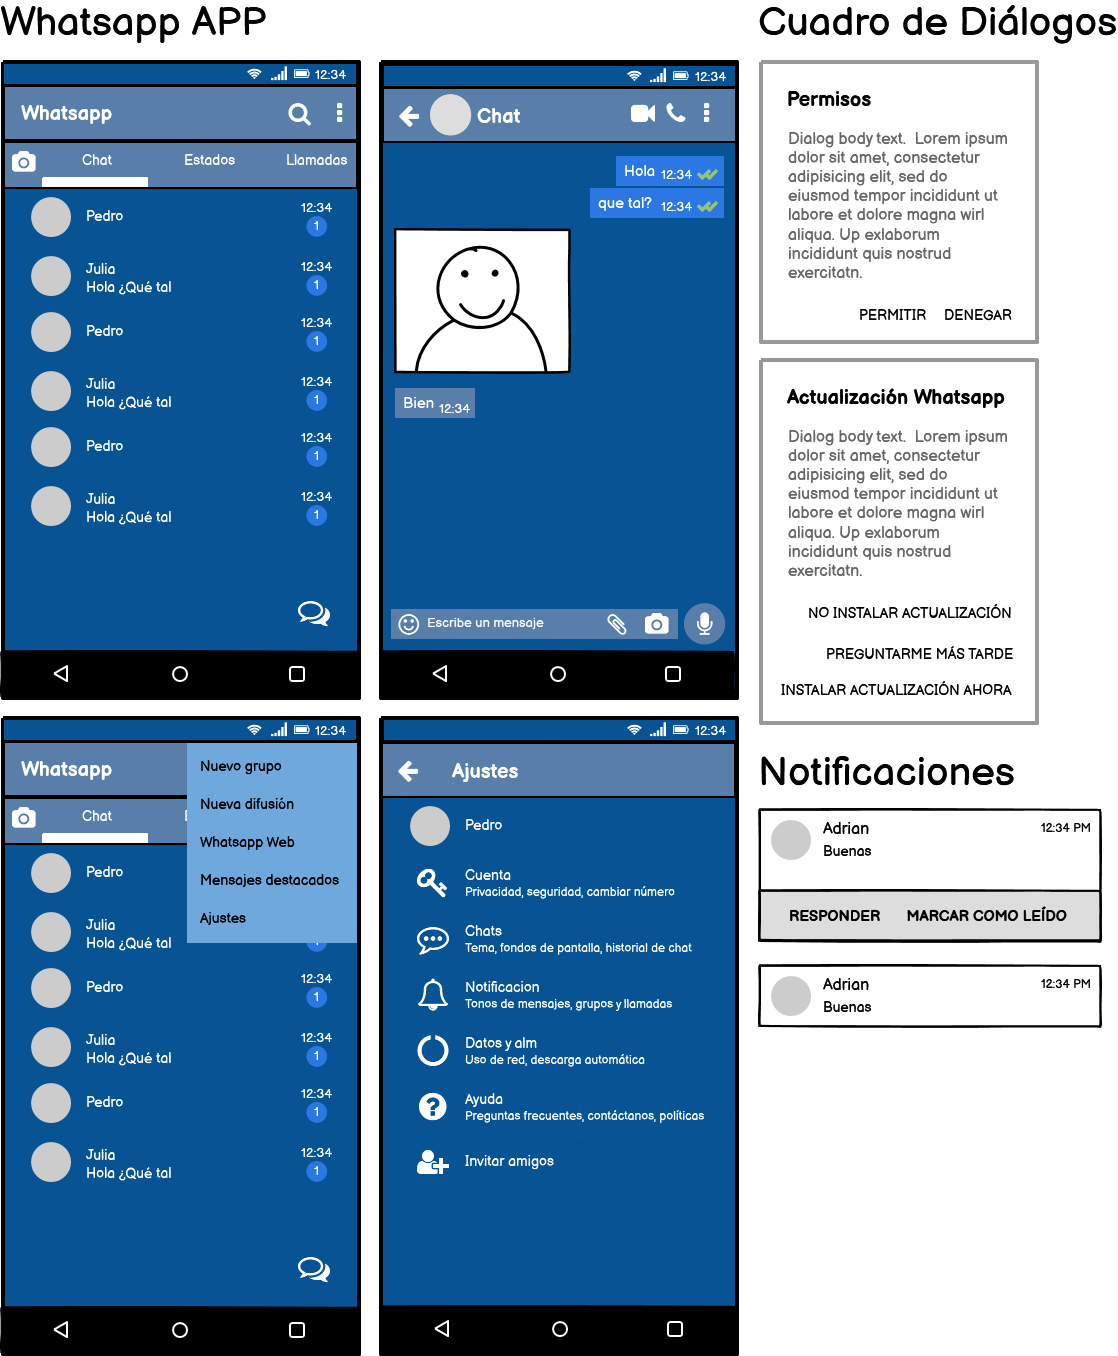 Whatsapp APP
12:34
Whatsapp
Chat Estados Llamadas
Pedro 12:34
1
Julia 12:34
Hola ¿Qué tal 1
Pedro 12:34
1
Julia 12:34
Hola ¿Qué tal 1
Pedro 12:34
1
Julia 12:34
Hola ¿Qué tal 1
12:34
Chat
Hola 12:34
que tal? 12:34
Bien 12:34
Escribe un mensaje
12:34
Whatsapp
Chat
Nuevo grupo
Nueva difusión
Whatsapp Web
Mensajes destacados
Ajustes
Pedro
Julia
Hola ¿Qué tal
Pedro 12:34
1
Julia 12:34
Hola ¿Qué tal 1
Pedro 12:34
1
Julia 12:34
Hola ¿Qué tal 1
12:34
Ajustes
Pedro
Cuenta
Privacidad, seguridad, cambiar número
Chats
Tema, fondos de pantalla, historial de chat
Notificacion
Tonos de mensajes, grupos y llamadas
Datos y alm
Uso de red, descarga automática
Ayuda
Preguntas frecuentes, contáctanos, políticas
Invitar amigos
Cuadro de Diálogos
Permisos
Dialog body text. Lorem ipsum
dolor sit amet, consectetur
adipisicing elit, sed do
eiusmod tempor incididunt ut
labore et dolore magna wirl
aliqua. Up exlaborum
incididunt quis nostrud
exercitatn.
PERMITIR DENEGAR
Actualización Whatsapp
Dialog body text. Lorem ipsum
dolor sit amet, consectetur
adipisicing elit, sed do
eiusmod tempor incididunt ut
labore et dolore magna wirl
aliqua. Up exlaborum
incididunt quis nostrud
exercitatn.
NO INSTALAR ACTUALIZACIÓN
PREGUNTARME MÁS TARDE
INSTALAR ACTUALIZACIÓN AHORA
Notificaciones
Adrian 12:34 PM
Buenas
RESPONDER MARCAR COMO LEÍDO
Adrian 12:34 PM
Buenas